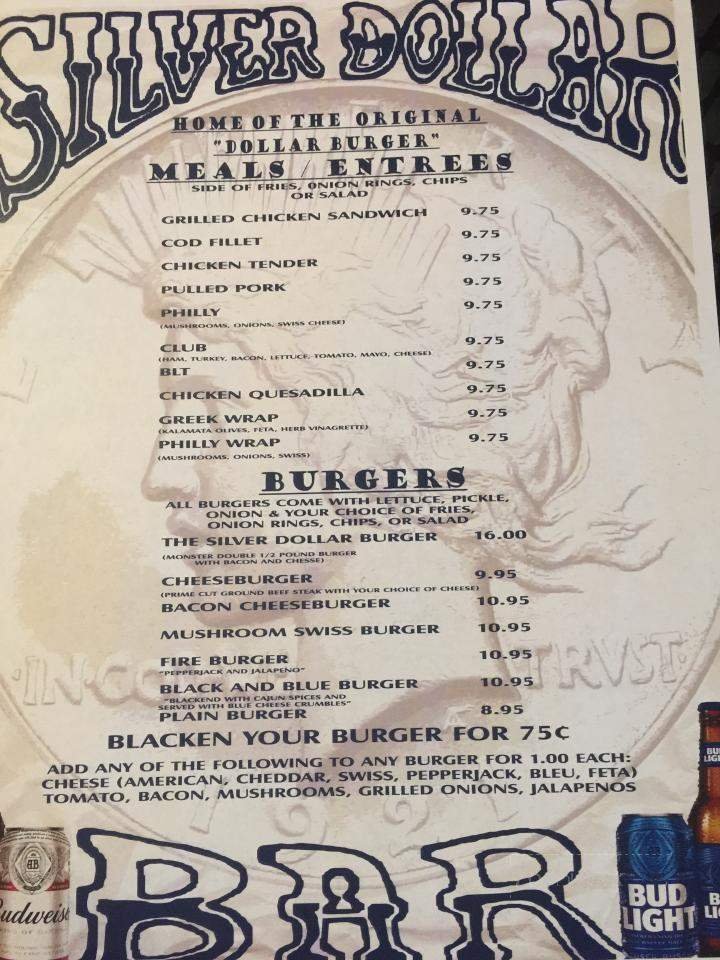 SILVER DOLLAR
HOME OF THE ORIGINAL
"DOLLAR BURGER"
MEALS / ENTREES
SIDE OF FRIES, ONION RINGS, CHIPS
OR SALAD
GRILLED CHICKEN SANDWICH 9.75
COD FILLET 9.75
CHICKEN TENDER 9.75
PULLED PORK 9.75
PHILLY 9.75
(MUSHROOMS, ONIONS, SWISS CHEESE)
CLUB 9.75
(HAM, TURKEY, BACON, LETTUCE, TOMATO, MAYO, CHEESE)
BLT 9.75
CHICKEN QUESADILLA 9.75
GREEK WRAP 9.75
(KALAMATA OLIVES, FETA, HERB VINAGRETTE)
PHILLY WRAP 9.75
(MUSHROOMS, ONIONS, SWISS)
BURGERS
ALL BURGERS COME WITH LETTUCE, PICKLE,
ONION & YOUR CHOICE OF FRIES,
ONION RINGS, CHIPS, OR SALAD
THE SILVER DOLLAR BURGER 16.00
(MONSTER DOUBLE 1/2 POUND BURGER
WITH BACON AND CHESSE)
CHEESEBURGER 9.95
(PRIME CUT GROUND BEEF STEAK WITH YOUR CHOICE OF CHEESE)
BACON CHEESEBURGER 10.95
MUSHROOM SWISS BURGER 10.95
FIRE BURGER 10.95
"PEPPERJACK AND JALAPENO"
BLACK AND BLUE BURGER 10.95
"BLACKEND WITH CAJUN SPICES AND
SERVED WITH BLUE CHEESE CRUMBLES"
PLAIN BURGER 8.95
IN·GO TRVST
BLACKEN YOUR BURGER FOR 75¢
ADD ANY OF THE FOLLOWING TO ANY BURGER FOR 1.00 EACH:
CHEESE (AMERICAN, CHEDDAR, SWISS, PEPPERJACK, BLEU, FETA)
TOMATO, BACON, MUSHROOMS, GRILLED ONIONS, JALAPENOS
1921
BAR
Budweis
BUD
LIGHT